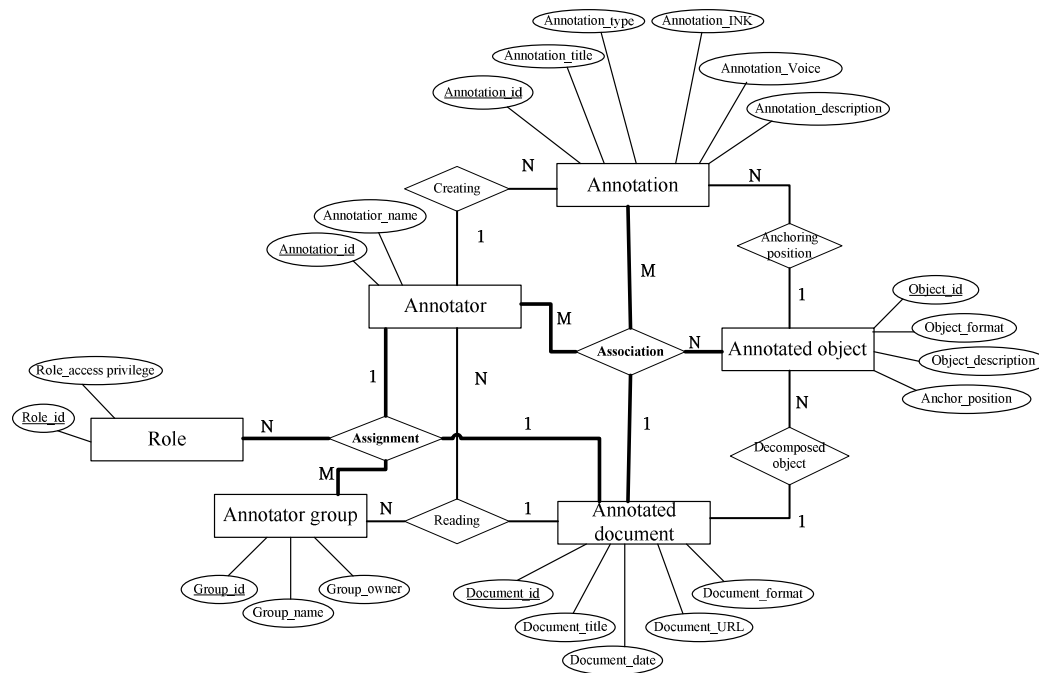 Annotation_type
Annotation_INK
Annotation_title
Annotation_Voice
Annotation_id
Annotation_description
N
Annotation
N
Creating
Annotatior_name
1
Anchoring
position
Annotatior_id
M
Object_id
Annotator
M
1
Object_format
Association
N
Annotated object
Object_description
Role_access privilege
1
N
Anchor_position
N
Role_id
Role
N
Assignment
1
1
Decomposed
object
M
Annotator group
N
Reading
1
Annotated
document
1
Group_id
Group_owner
Document_id
Document_format
Group_name
Document_title
Document_URL
Document_date